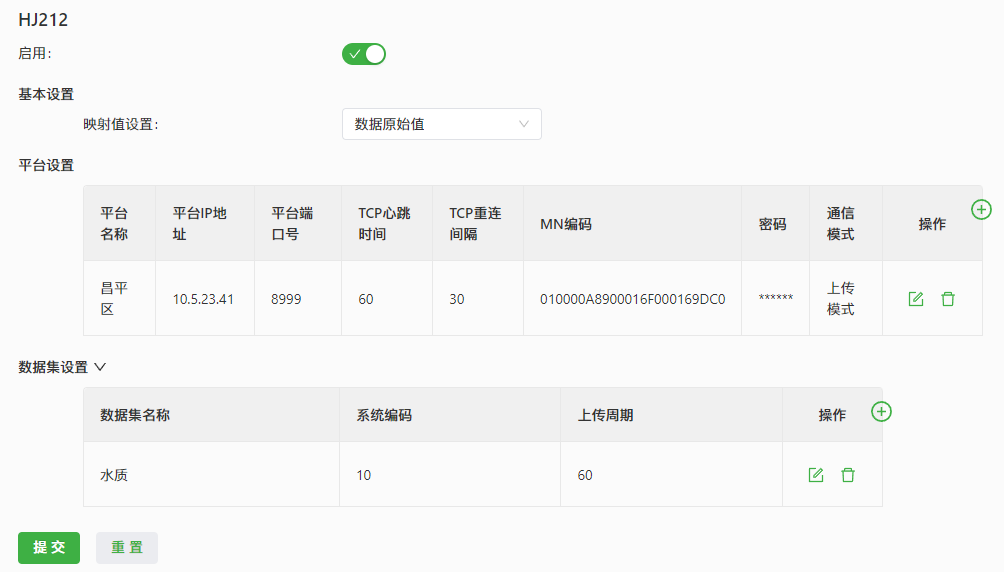 HJ212
启用：
基本设置
映射值设置：
数据原始值
平台设置
平台
名称
平台IP地
址
平台端
口号
TCP心跳
时间
TCP重连
间隔
MN编码
密码
通信
模式
操作
昌平
区
10.5.23.41
8999
60
30
010000A8900016F000169DC0
******
上传
模式
数据集设置
数据集名称
系统编码
上传周期
操作
水质
10
60
提 交
重 置